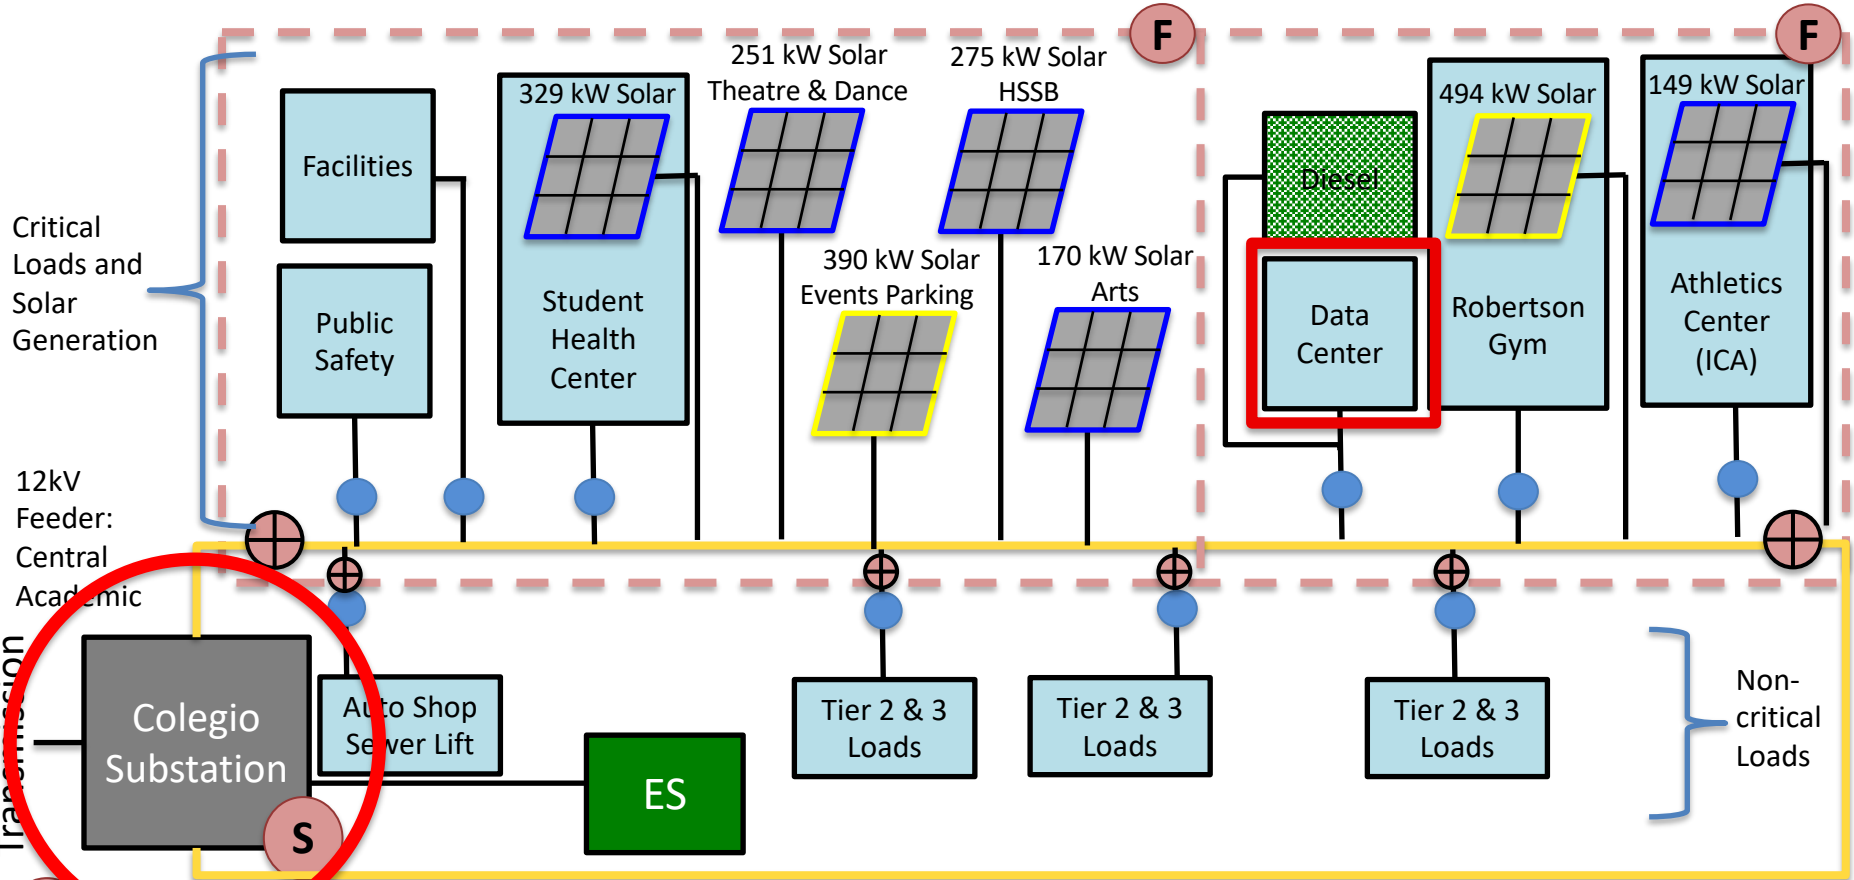 F
F
251 kW Solar
Theatre & Dance
275 kW Solar
HSSB
329 kW Solar
494 kW Solar
149 kW Solar
Facilities
Diesel
Critical
Loads and
Solar
Generation
390 kW Solar
Events Parking
170 kW Solar
Arts
Public
Safety
Student
Health
Center
Data
Center
Robertson
Gym
Athletics
Center
(ICA)
12kV
Feeder:
Central
Academic
Transmission
Colegio
Substation
S
Auto Shop
Sewer Lift
ES
Tier 2 & 3
Loads
Tier 2 & 3
Loads
Tier 2 & 3
Loads
Non-
critical
Loads